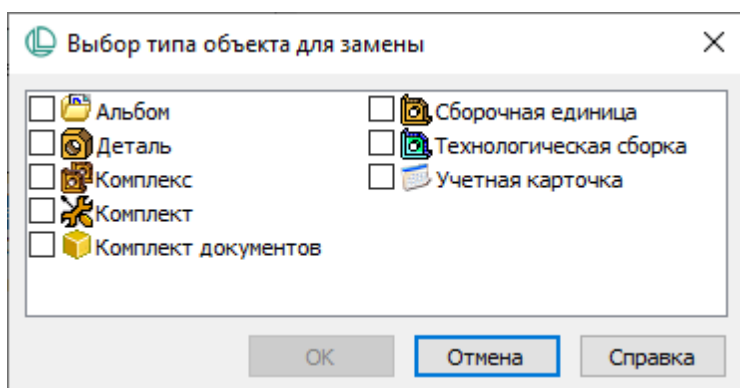 Выбор типа объекта для замены
Альбом
Деталь
Комплекс
Комплект
Комплект документов
Сборочная единица
Технологическая сборка
Учетная карточка
OK
Отмена
Справка